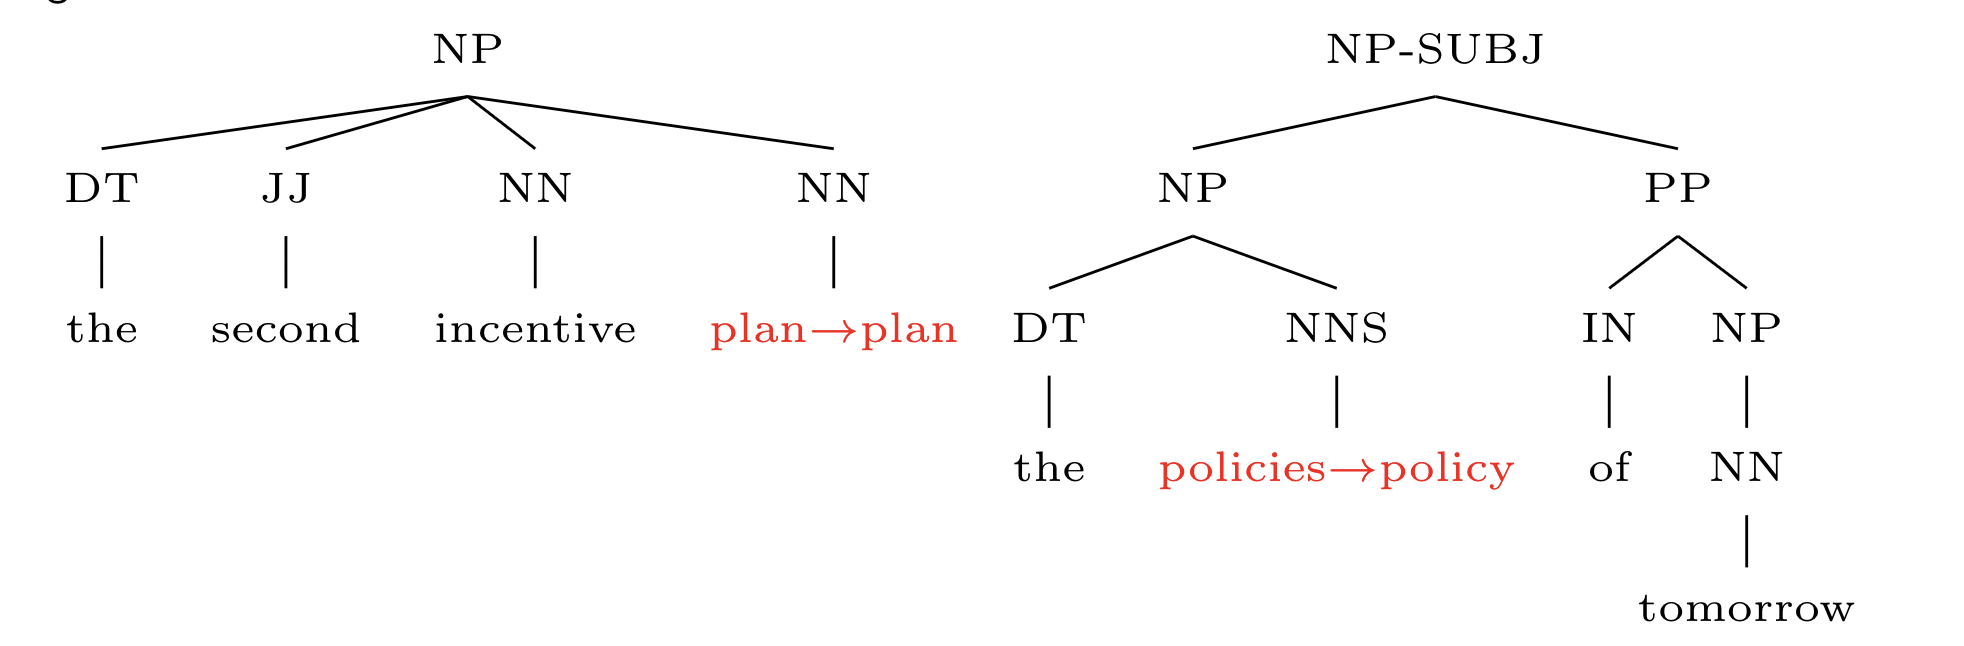 NP NP-SUBJ
DT JJ NN NN NP PP
the second incentive plan→plan DT NNS IN NP
the policies→policy of NN
tomorrow